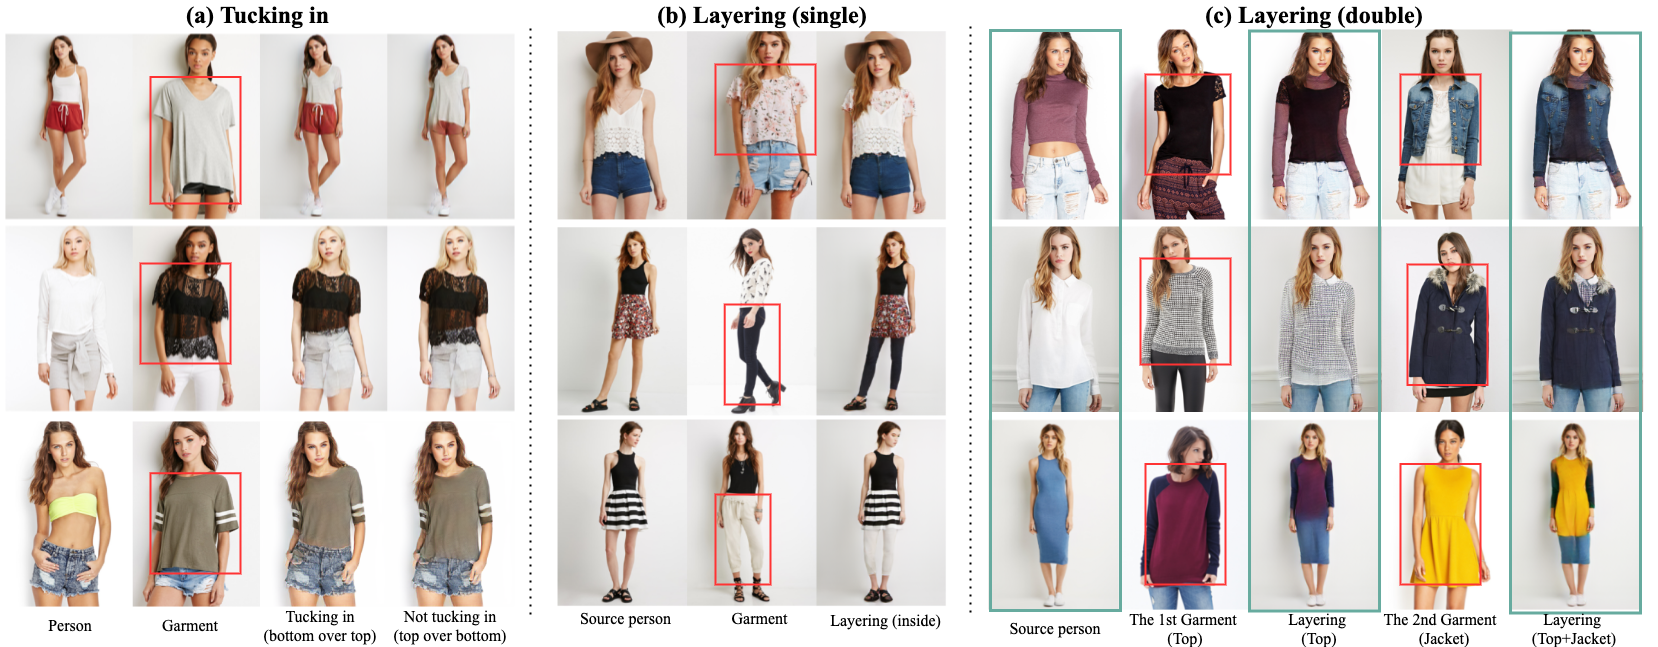 (a) Tucking in
(b) Layering (single)
(c) Layering (double)
Person
Garment
Tucking in
(bottom over top)
Not tucking in
(top over bottom)
Source person
Garment
Layering (inside)
Source person
The 1st Garment
(Top)
Layering
(Top)
The 2nd Garment
(Jacket)
Layering
(Top+Jacket)